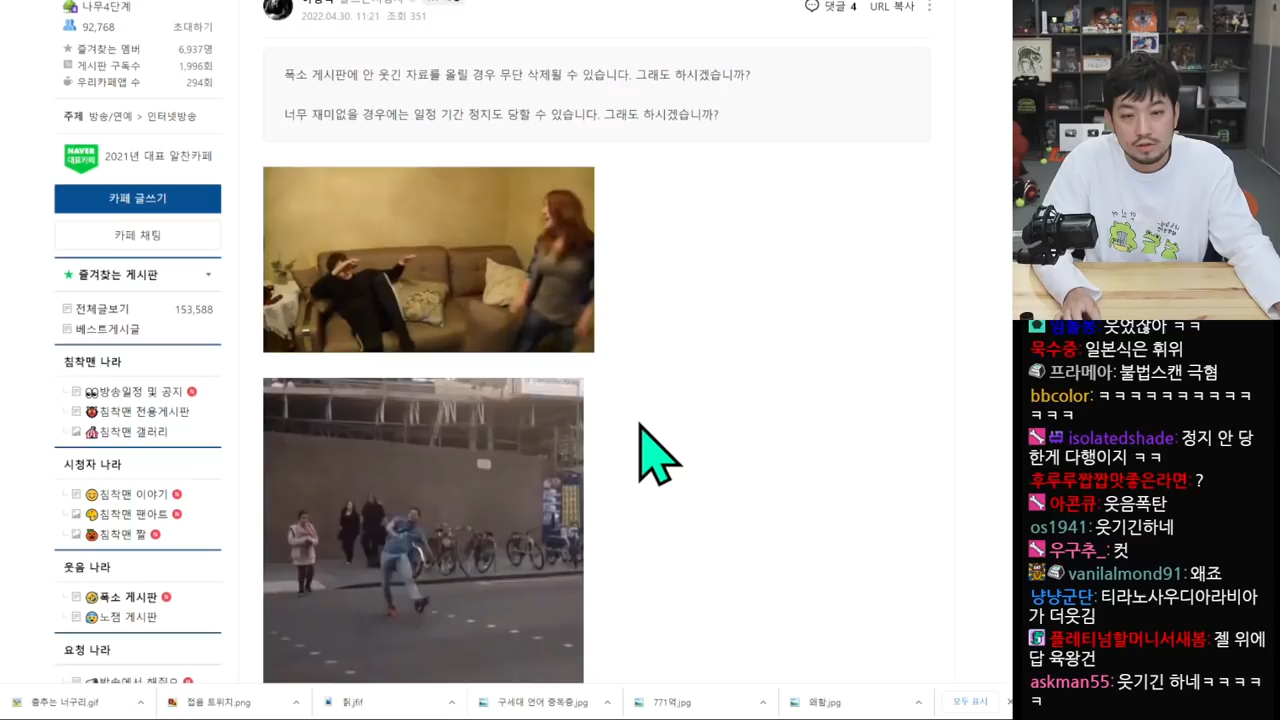 나무4단계
92,768 초대하기
즐겨찾는 멤버 6,937명
게시판 구독수 1,996회
우리카페앱 수 294회
주제 방송/연예 > 인터넷방송
NAVER 대표카페
2021년 대표 알찬카페
카페 글쓰기
카페 채팅
즐겨찾는 게시판
전체글보기 153,588
베스트게시글
침착맨 나라
방송일정 및 공지 N
침착맨 전용게시판
침착맨 갤러리
시청자 나라
침착맨 이야기 N
침착맨 팬아트 N
침착맨 짤 N
웃음 나라
폭소 게시판 N
노잼 게시판
요청 나라
2022.04.30. 11:21 조회 351
댓글 4 URL 복사
폭소 게시판에 안 웃긴 자료를 올릴 경우 무단 삭제될 수 있습니다. 그래도 하시겠습니까?
너무 재미없을 경우에는 일정 기간 정지도 당할 수 있습니다. 그래도 하시겠습니까?
웃었잖아 ㅋㅋ
묵수중: 일본식은 휘위
프라메아: 불법스캔 극혐
bbcolor: ㅋㅋㅋㅋㅋㅋㅋㅋㅋㅋ
ㅋㅋㅋ
isolatedshade: 정지 안 당
한게 다행이지 ㅋㅋ
후루루짭짭맛좋은라면: ?
아콘큐: 웃음폭탄
os1941: 웃기긴하네
우구추_: 컷
vanilalmond91: 왜죠
냥냥군단: 티라노사우디아라비아
가 더웃김
플레티넘할머니서새봄: 젤 위에
답 육왕건
askman55: 웃기긴 하네ㅋㅋㅋㅋ
ㅋ
춤추는 너구리.gif
접을 트위치.png
췱.jfif
구세대 언어 중독증.jpg
771억.jpg
왜함.jpg
모두 표시